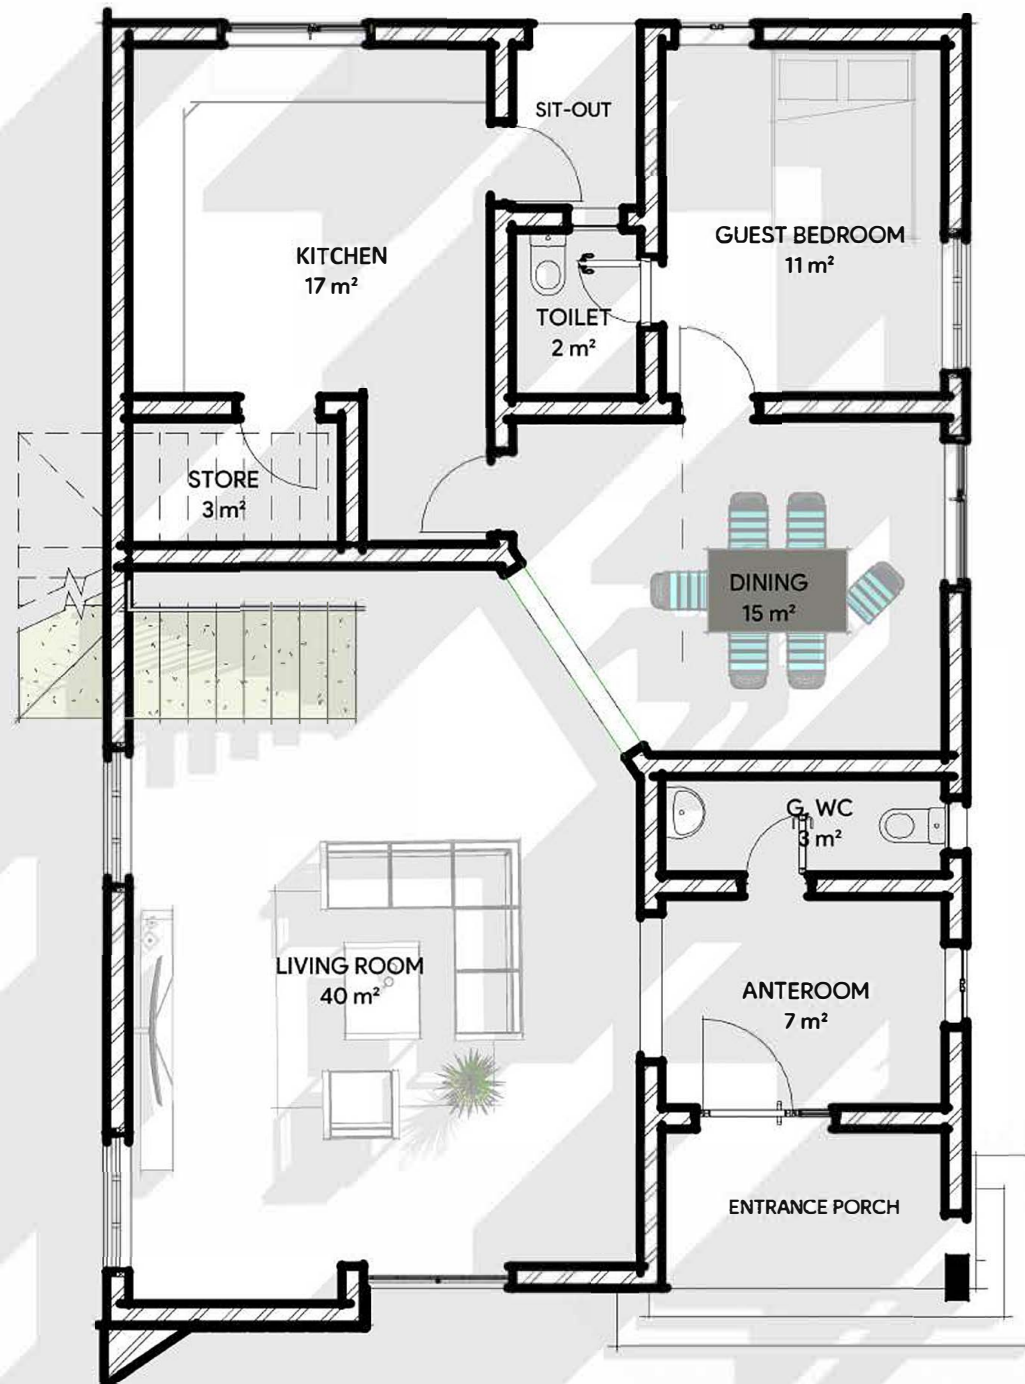 SIT-OUT
KITCHEN
17 m²
GUEST BEDROOM
11 m²
TOILET
2 m²
STORE
3 m²
DINING
15 m²
G. WC
3 m²
LIVING ROOM
40 m²
ANTEROOM
7 m²
ENTRANCE PORCH